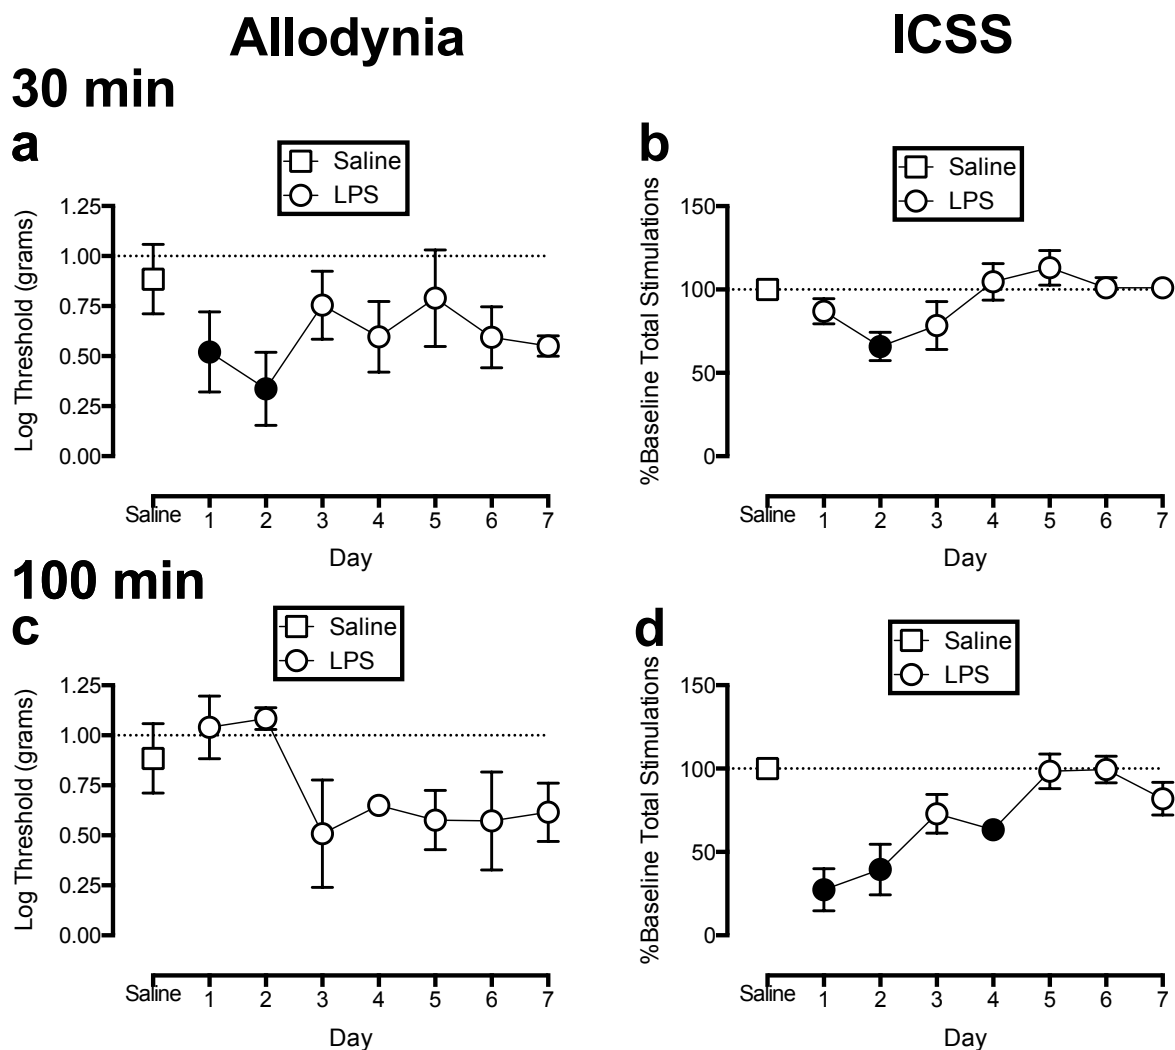 Allodynia
ICSS
30 min
a
Saline
LPS
Log Threshold (grams)
1.25
1.00
0.75
0.50
0.25
0.00
Saline 1 2 3 4 5 6 7
Day
b
Saline
LPS
%Baseline Total Stimulations
150
100
50
0
Saline 1 2 3 4 5 6 7
Day
100 min
c
Saline
LPS
Log Threshold (grams)
1.25
1.00
0.75
0.50
0.25
0.00
Saline 1 2 3 4 5 6 7
Day
d
Saline
LPS
%Baseline Total Stimulations
150
100
50
0
Saline 1 2 3 4 5 6 7
Day